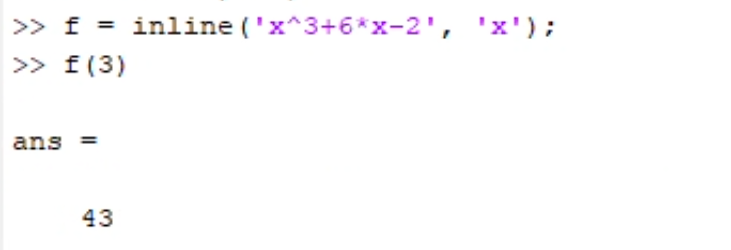 >> f = inline('x^3+6*x-2', 'x');
>> f(3)
ans =
43